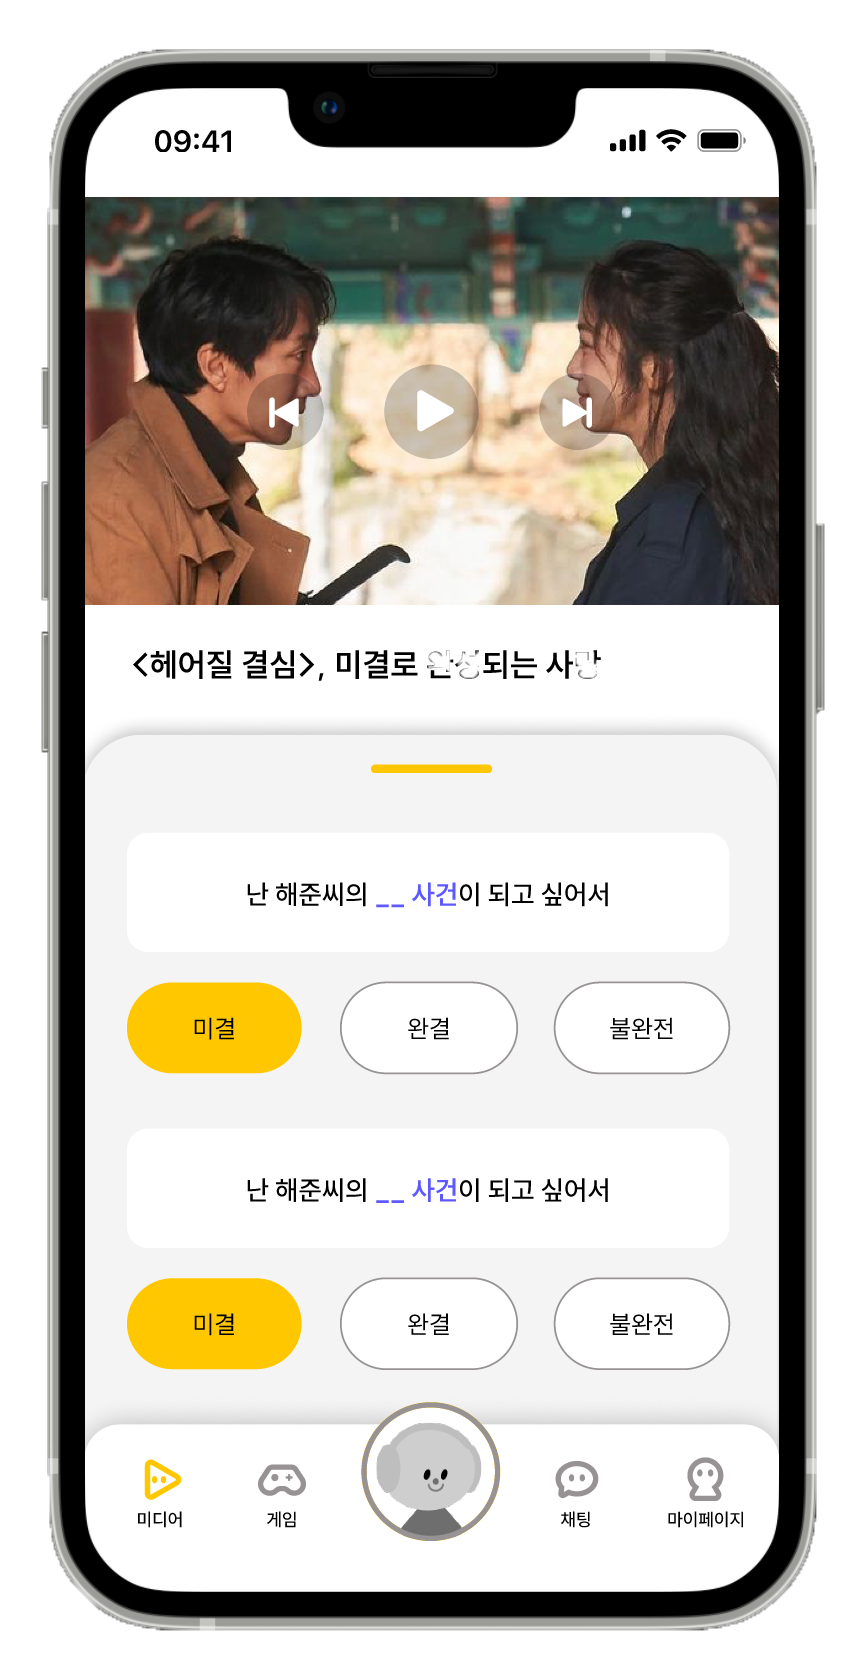 09:41
<헤어질 결심>, 미결로 완성되는 사랑
난 해준씨의 __ 사건이 되고 싶어서
미결
완결
불완전
난 해준씨의 __ 사건이 되고 싶어서
미결
완결
불완전
미디어
게임
채팅
마이페이지